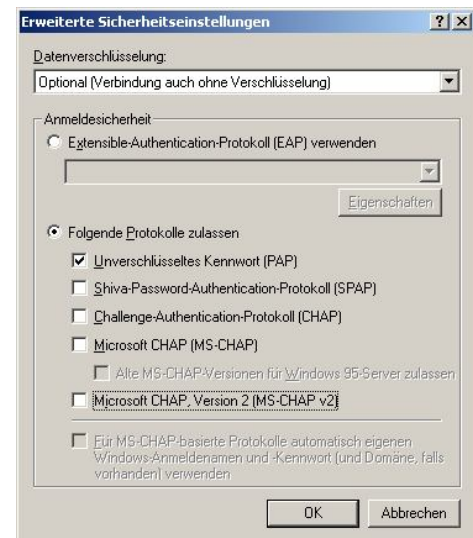 Erweiterte Sicherheitseinstellungen
Datenverschlüsselung:
Optional (Verbindung auch ohne Verschlüsselung)
Anmeldesicherheit
Extensible-Authentication-Protokoll (EAP) verwenden
Eigenschaften
Folgende Protokolle zulassen
Unverschlüsseltes Kennwort (PAP)
Shiva-Password-Authentication-Protokoll (SPAP)
Challenge-Authentication-Protokoll (CHAP)
Microsoft CHAP (MS-CHAP)
Alte MS-CHAP-Versionen für Windows 95-Server zulassen
Microsoft CHAP, Version 2 (MS-CHAP v2)
Für MS-CHAP-basierte Protokolle automatisch eigenen
Windows-Anmeldenamen und -Kennwort (und Domäne, falls
vorhanden) verwenden
OK Abbrechen